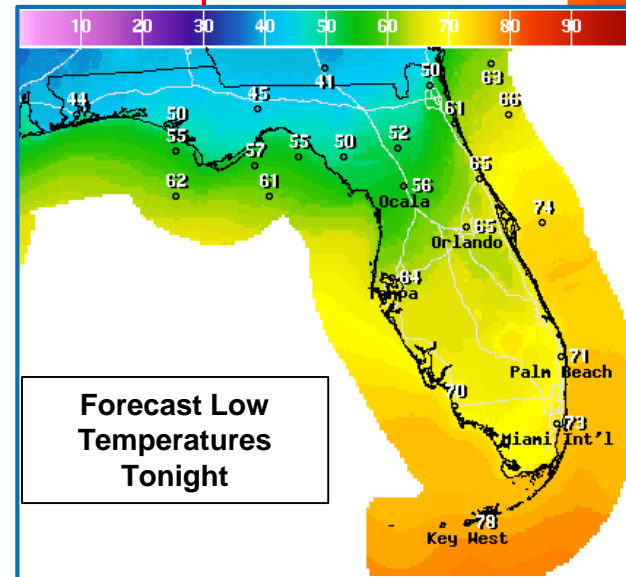 10 20 30 40 50 60 70 80 90
41 50 63
44 45 61 66
50
55 57 55 50 52
62 61 56 65
Ocala
65 74
Orlando
64
Tampa
71
Palm Beach
70
73
Miami Int'l
78
Key West
Forecast Low
Temperatures
Tonight